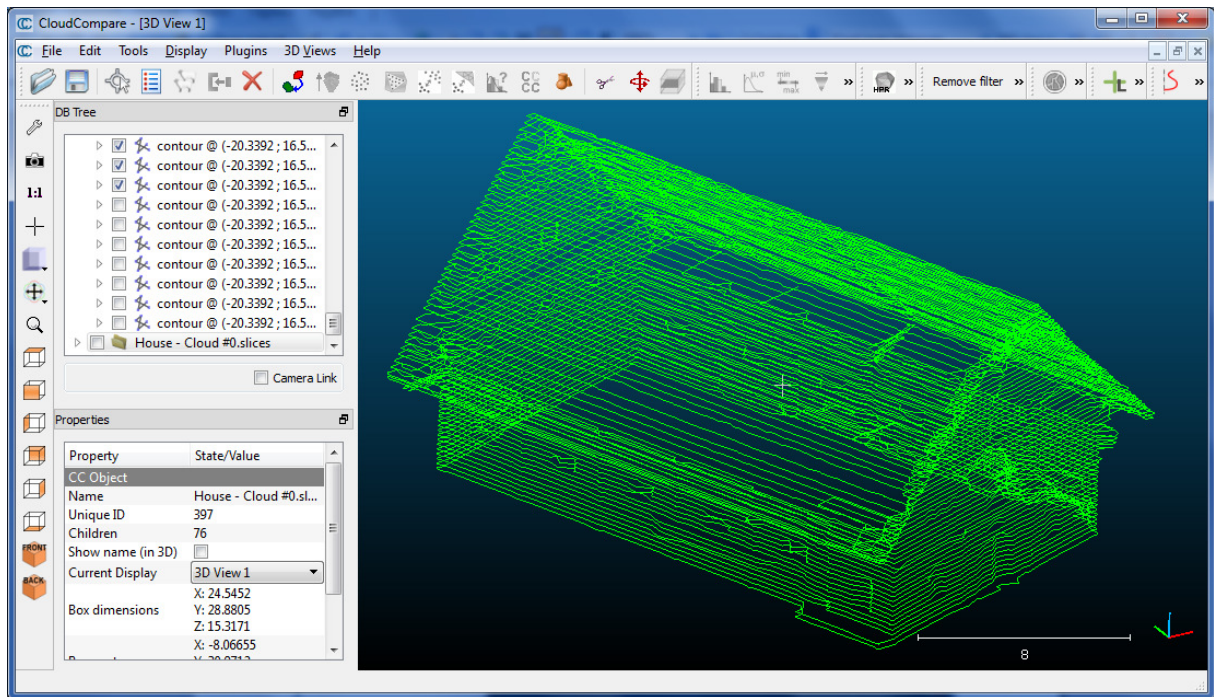 CloudCompare - [3D View 1]
File Edit Tools Display Plugins 3D Views Help
CC CC
μ,σ
min max
HPR
Remove filter
DB Tree
contour @ (-20.3392 ; 16.5...
contour @ (-20.3392 ; 16.5...
contour @ (-20.3392 ; 16.5...
contour @ (-20.3392 ; 16.5...
contour @ (-20.3392 ; 16.5...
contour @ (-20.3392 ; 16.5...
contour @ (-20.3392 ; 16.5...
contour @ (-20.3392 ; 16.5...
contour @ (-20.3392 ; 16.5...
contour @ (-20.3392 ; 16.5...
House - Cloud #0.slices
Camera Link
1:1
FRONT
BACK
Properties
Property State/Value
CC Object
Name House - Cloud #0.sl...
Unique ID 397
Children 76
Show name (in 3D)
Current Display 3D View 1
X: 24.5452
Box dimensions Y: 28.8805
Z: 15.3171
X: -8.06655
8